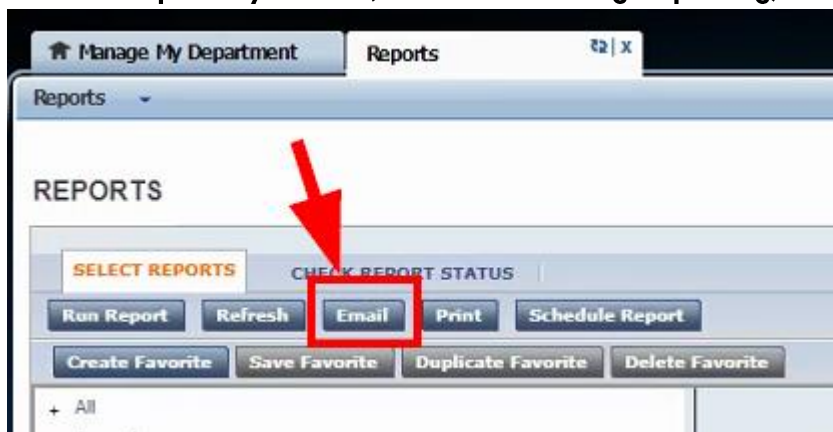 Manage My Department Reports x
Reports
REPORTS
SELECT REPORTS CHECK REPORT STATUS
Run Report Refresh Email Print Schedule Report
Create Favorite Save Favorite Duplicate Favorite Delete Favorite
+ All